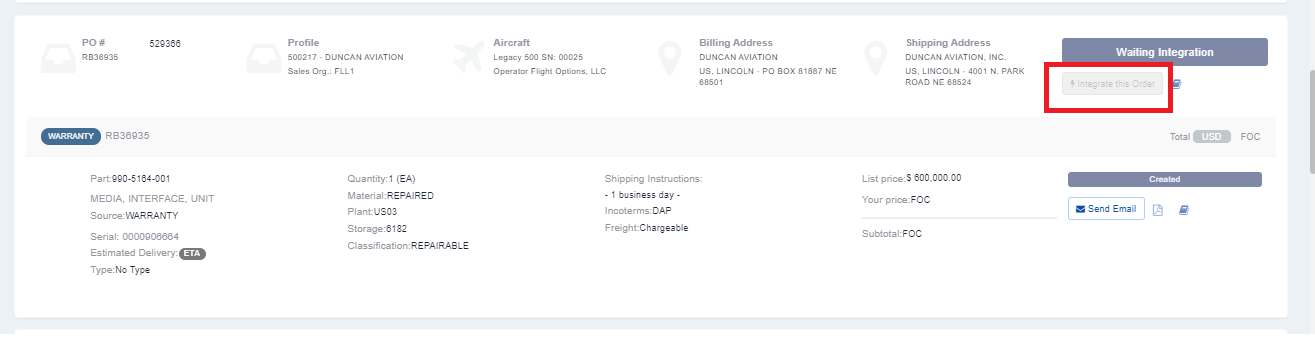 PO #
529366
RB36935
Profile
500217 - DUNCAN AVIATION
Sales Org.: FLL1
Aircraft
Legacy 500 SN: 00025
Operator Flight Options, LLC
Billing Address
DUNCAN AVIATION
US, LINCOLN - PO BOX 81887 NE
68501
Shipping Address
DUNCAN AVIATION, INC.
US, LINCOLN - 4001 N. PARK
ROAD NE 68524
Waiting Integration
Integrate this Order
WARRANTY RB36935
Total USD FOC
Part:990-5164-001
MEDIA, INTERFACE, UNIT
Source:WARRANTY
Serial: 0000906664
Estimated Delivery: ETA
Type:No Type
Quantity:1 (EA)
Material:REPAIRED
Plant:US03
Storage:6182
Classification:REPAIRABLE
Shipping Instructions:
- 1 business day -
Incoterms:DAP
Freight:Chargeable
List price:$ 600,000.00
Your price:FOC
Subtotal:FOC
Created
Send Email